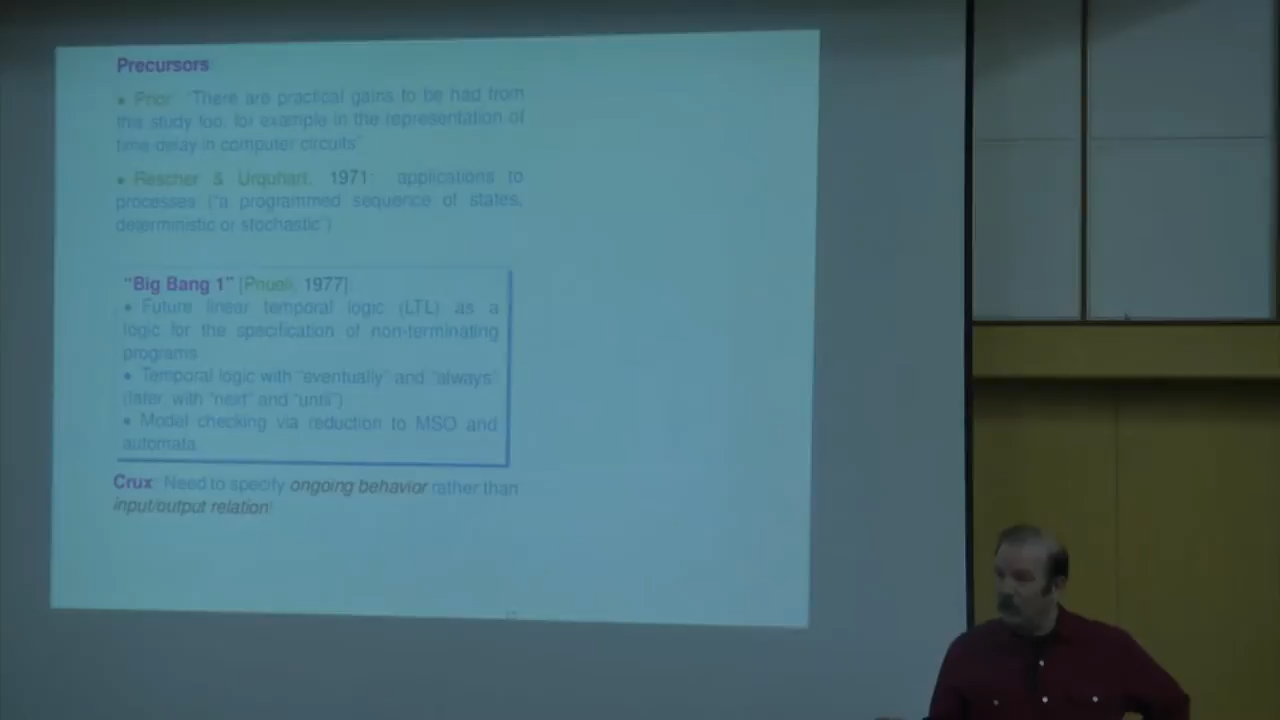 Precursors
• Prior: "There are practical gains to be had from
this study too, for example in the representation of
time-delay in computer circuits"
• Rescher & Urquhart, 1971: applications to
processes ("a programmed sequence of states,
deterministic or stochastic")
"Big Bang 1" [Pnueli, 1977]:
• Future linear temporal logic (LTL) as a
logic for the specification of non-terminating
programs
• Temporal logic with "eventually" and "always"
(later, with "next" and "until")
• Model checking via reduction to MSO and
automata
Crux: Need to specify ongoing behavior rather than
input/output relation!